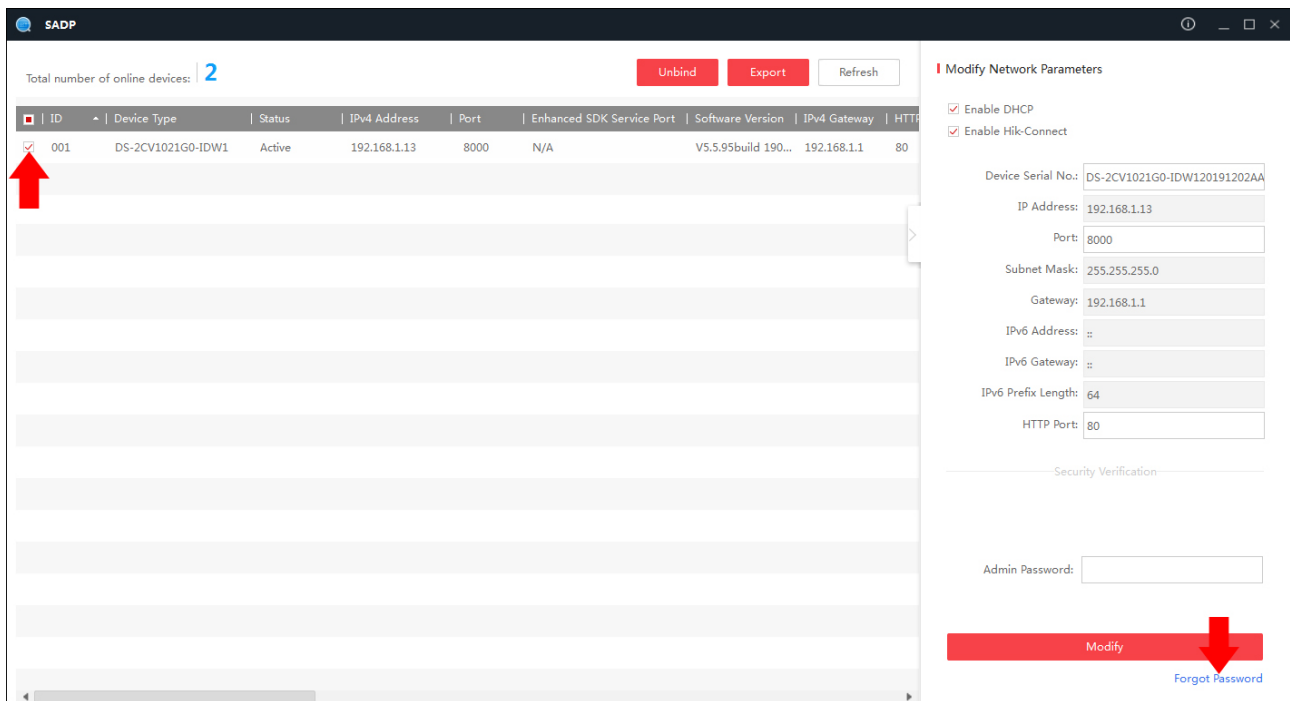 SADP
Total number of online devices: 2
Unbind
Export
Refresh
ID
Device Type
Status
IPv4 Address
Port
Enhanced SDK Service Port
Software Version
IPv4 Gateway
HTTP
001
DS-2CV1021G0-IDW1
Active
192.168.1.13
8000
N/A
V5.5.95build 190...
192.168.1.1
80
Modify Network Parameters
Enable DHCP
Enable Hik-Connect
Device Serial No.: DS-2CV1021G0-IDW120191202AA
IP Address: 192.168.1.13
Port: 8000
Subnet Mask: 255.255.255.0
Gateway: 192.168.1.1
IPv6 Address: ::
IPv6 Gateway: ::
IPv6 Prefix Length: 64
HTTP Port: 80
Security Verification
Admin Password:
Modify
Forgot Password